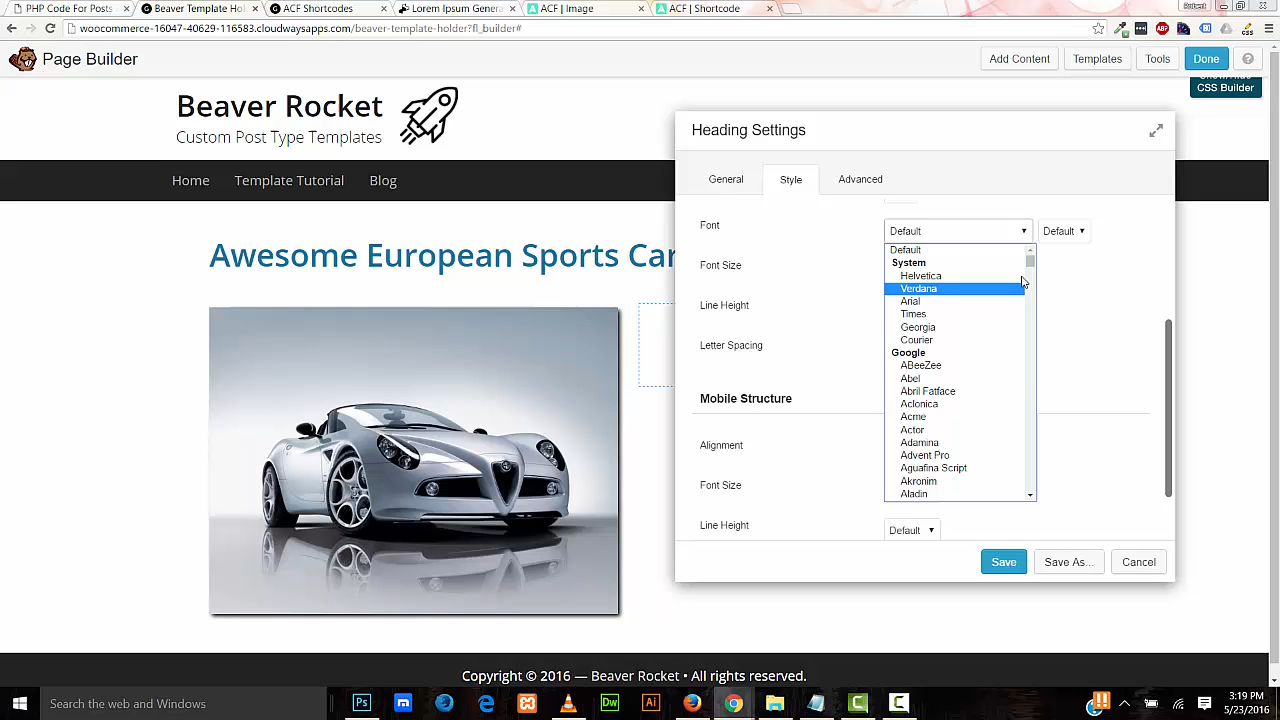 PHP Code For Posts
Beaver Template Hol
ACF Shortcodes
Lorem Ipsum Genera
ACF | Image
ACF | Shortcode
woocommerce-16047-40629-116583.cloudwaysapps.com/beaver-template-holder?fl_builder#
Page Builder
Add Content
Templates
Tools
Done
?
CSS Builder
Beaver Rocket
Custom Post Type Templates
Home
Template Tutorial
Blog
Awesome European Sports Car
Heading Settings
General
Style
Advanced
Font
Default
Default
Default
System
Helvetica
Verdana
Arial
Times
Georgia
Courier
Google
ABeeZee
Abel
Abril Fatface
Aclonica
Acme
Actor
Adamina
Advent Pro
Aguafina Script
Akronim
Aladin
Font Size
Line Height
Letter Spacing
Mobile Structure
Alignment
Font Size
Line Height
Default
Save
Save As...
Cancel
Copyright © 2016 — Beaver Rocket • All rights reserved.
Search the web and Windows
Ps
Dw
Ai
3:19 PM
5/23/2016